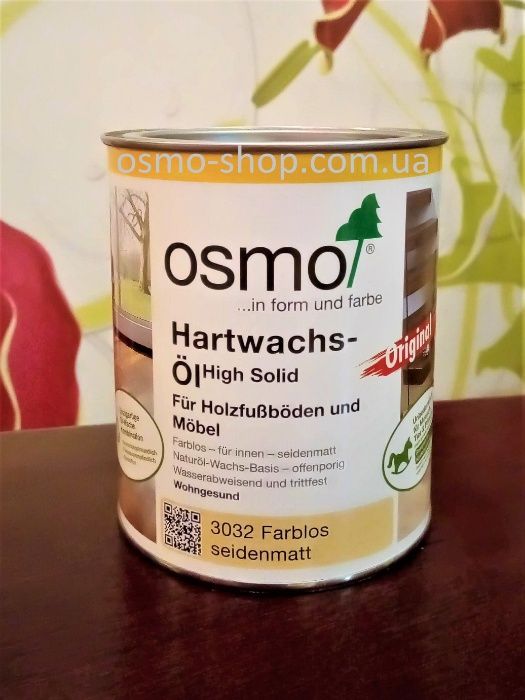 osmo-shop.com.ua
osmo®
...in form und farbe
Hartwachs-
Öl High Solid
Original
Für Holzfußböden und
Möbel
Farblos – für innen – seidenmatt
Naturöl-Wachs-Basis – offenporig
Wasserabweisend und trittfest
Wohngesund
3032 Farblos
seidenmatt